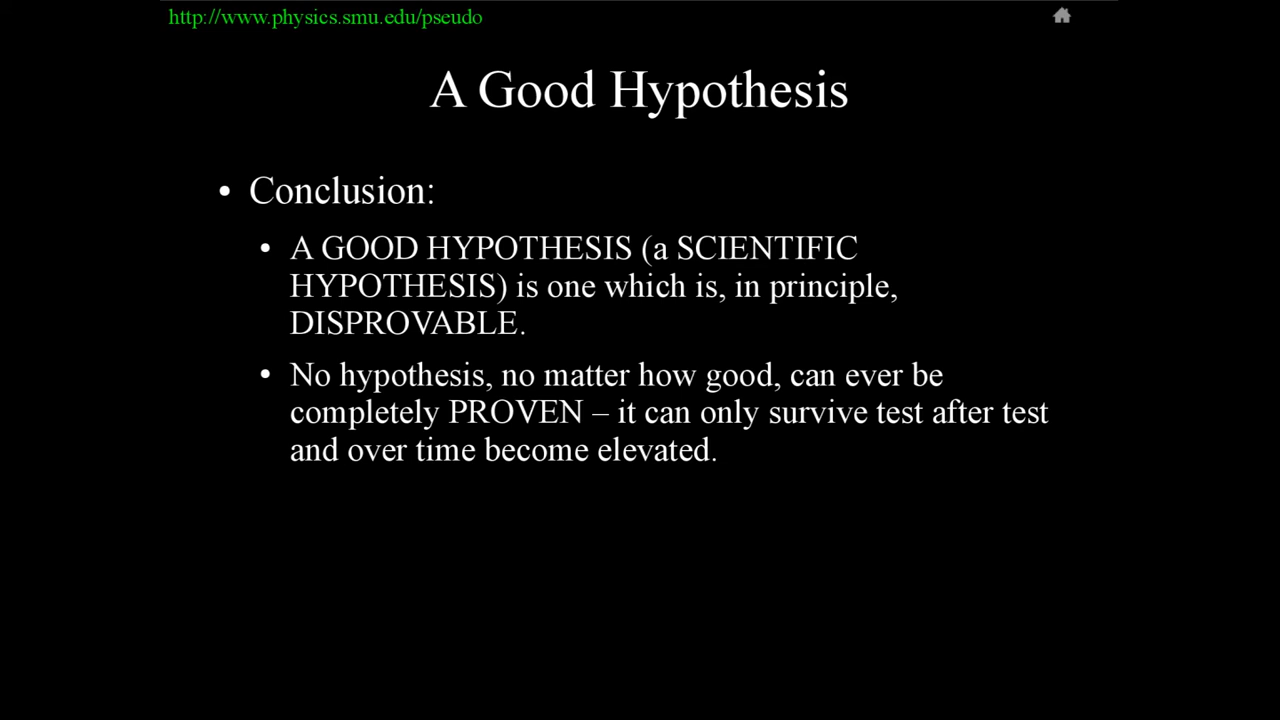 http://www.physics.smu.edu/pseudo
A Good Hypothesis
• Conclusion:
• A GOOD HYPOTHESIS (a SCIENTIFIC
HYPOTHESIS) is one which is, in principle,
DISPROVABLE.
• No hypothesis, no matter how good, can ever be
completely PROVEN – it can only survive test after test
and over time become elevated.